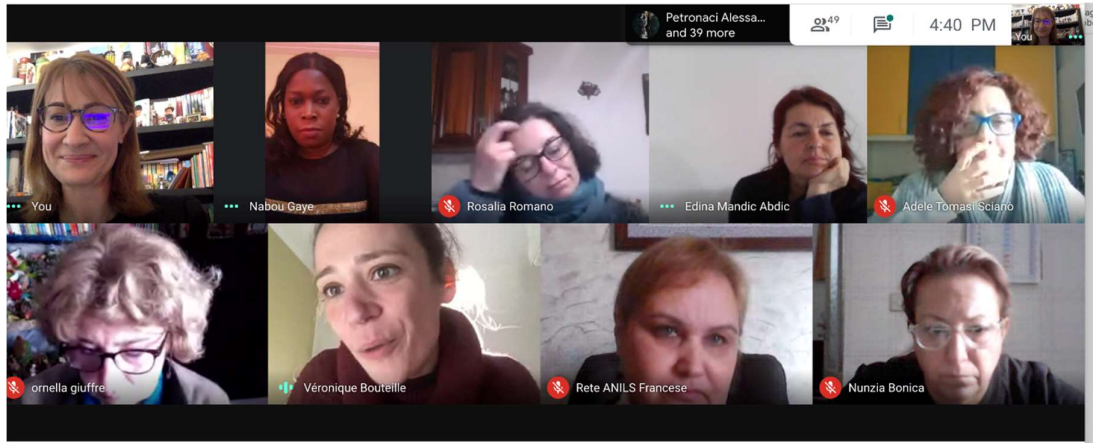 Petronaci Alessa...
and 39 more
49
4:40 PM
You
You
Nabou Gaye
Rosalia Romano
Edina Mandic Abdic
Adele Tomasi Scianò
ornella giuffre
Véronique Bouteille
Rete ANILS Francese
Nunzia Bonica